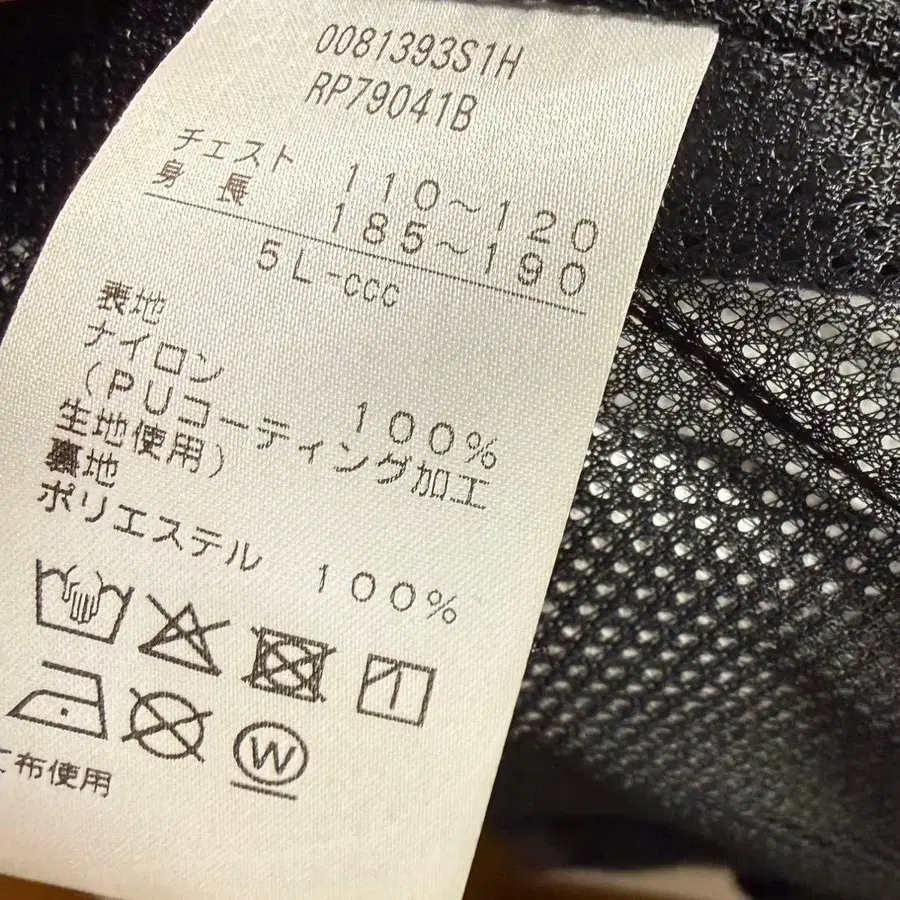 0081393S1H
RP79041B
チェスト 110〜120
身 長 185〜190
5L-ccc
表地
ナイロン 100%
(PUコーティング加工
生地使用)
裏地
ポリエステル 100%
W
布使用